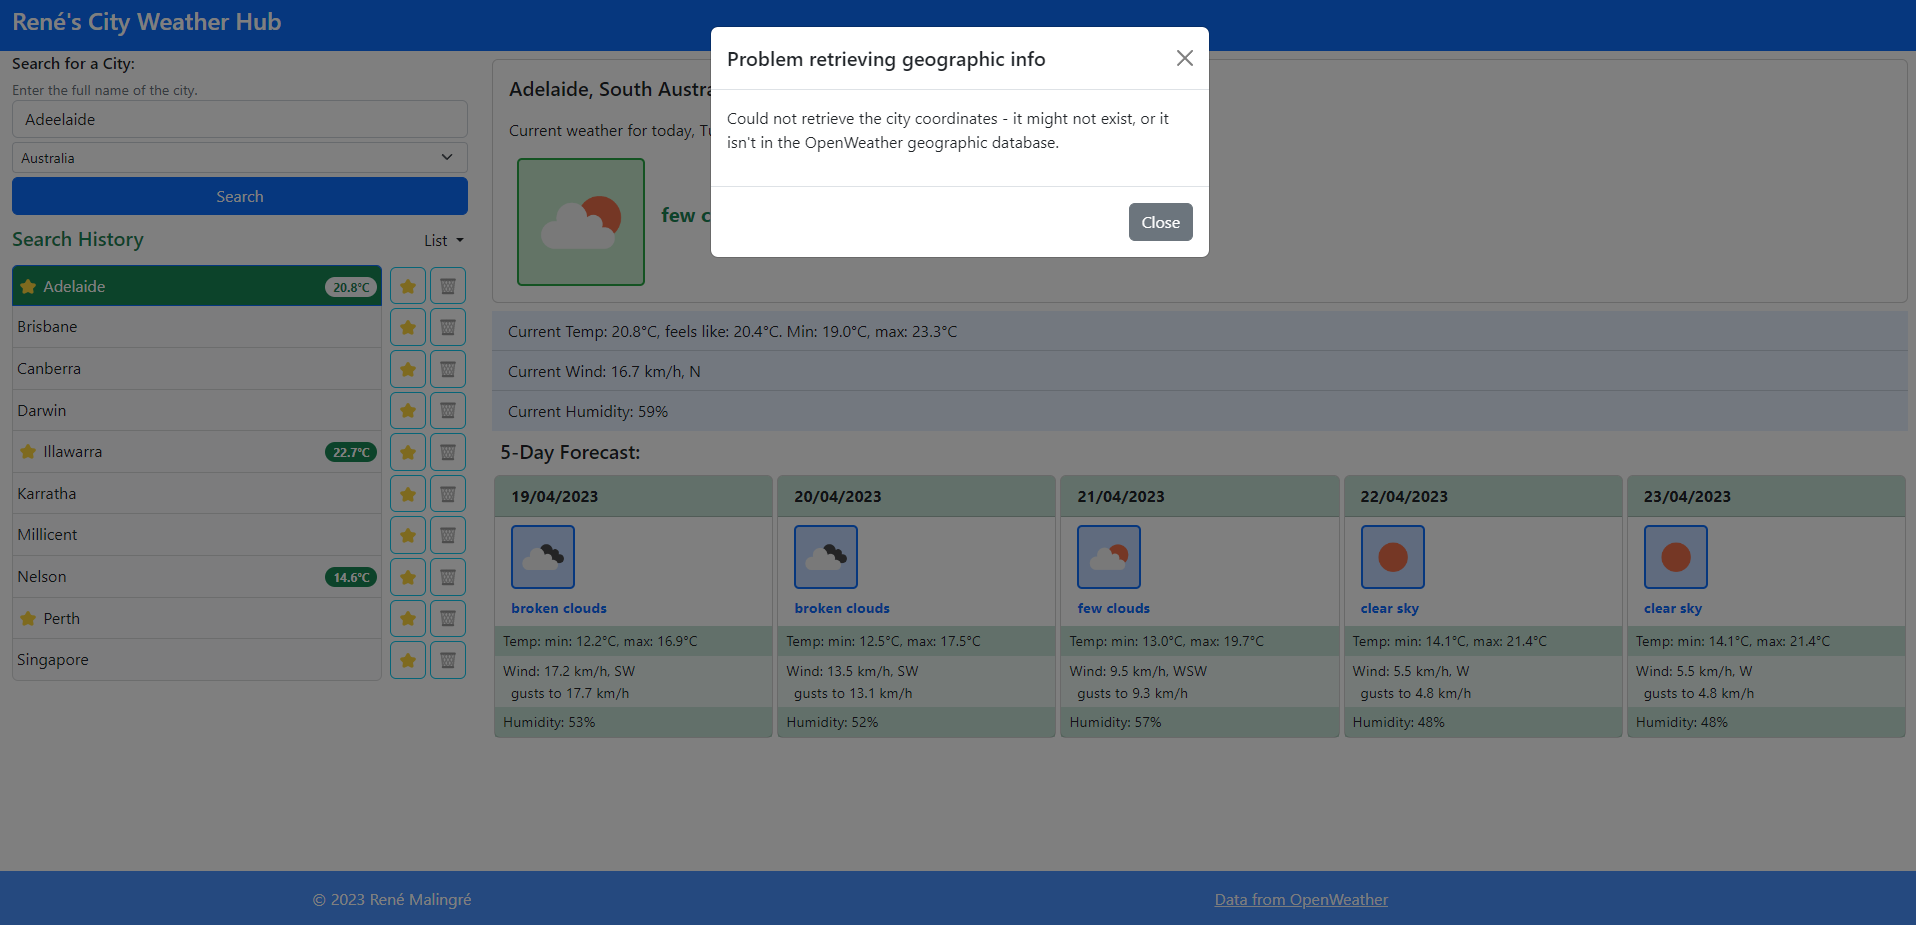 René's City Weather Hub
Search for a City:
Enter the full name of the city.
Adeelaide
Australia
Search
Search History
List
Adelaide 20.8°C
Brisbane
Canberra
Darwin
Illawarra 22.7°C
Karratha
Millicent
Nelson 14.6°C
Perth
Singapore
Problem retrieving geographic info
Could not retrieve the city coordinates - it might not exist, or it
isn't in the OpenWeather geographic database.
Close
Adelaide, South Austra
Current weather for today, Tu
few c
Current Temp: 20.8°C, feels like: 20.4°C. Min: 19.0°C, max: 23.3°C
Current Wind: 16.7 km/h, N
Current Humidity: 59%
5-Day Forecast:
19/04/2023
broken clouds
Temp: min: 12.2°C, max: 16.9°C
Wind: 17.2 km/h, SW
gusts to 17.7 km/h
Humidity: 53%
20/04/2023
broken clouds
Temp: min: 12.5°C, max: 17.5°C
Wind: 13.5 km/h, SW
gusts to 13.1 km/h
Humidity: 52%
21/04/2023
few clouds
Temp: min: 13.0°C, max: 19.7°C
Wind: 9.5 km/h, WSW
gusts to 9.3 km/h
Humidity: 57%
22/04/2023
clear sky
Temp: min: 14.1°C, max: 21.4°C
Wind: 5.5 km/h, W
gusts to 4.8 km/h
Humidity: 48%
23/04/2023
clear sky
Temp: min: 14.1°C, max: 21.4°C
Wind: 5.5 km/h, W
gusts to 4.8 km/h
Humidity: 48%
© 2023 René Malingré
Data from OpenWeather